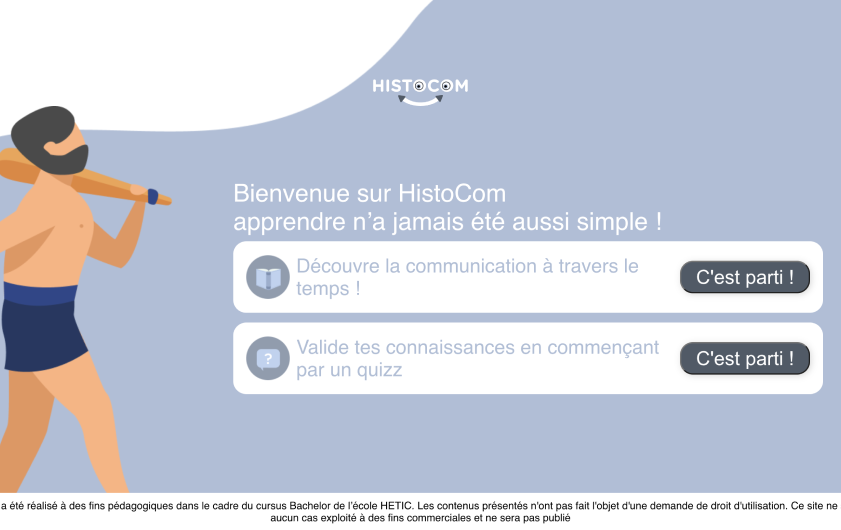 HISTOCOM
Bienvenue sur HistoCom
apprendre n'a jamais été aussi simple !
Découvre la communication à travers le
temps !
C'est parti !
?
Valide tes connaissances en commençant
par un quizz
C'est parti !
a été réalisé à des fins pédagogiques dans le cadre du cursus Bachelor de l'école HETIC. Les contenus présentés n'ont pas fait l'objet d'une demande de droit d'utilisation. Ce site ne
aucun cas exploité à des fins commerciales et ne sera pas publié